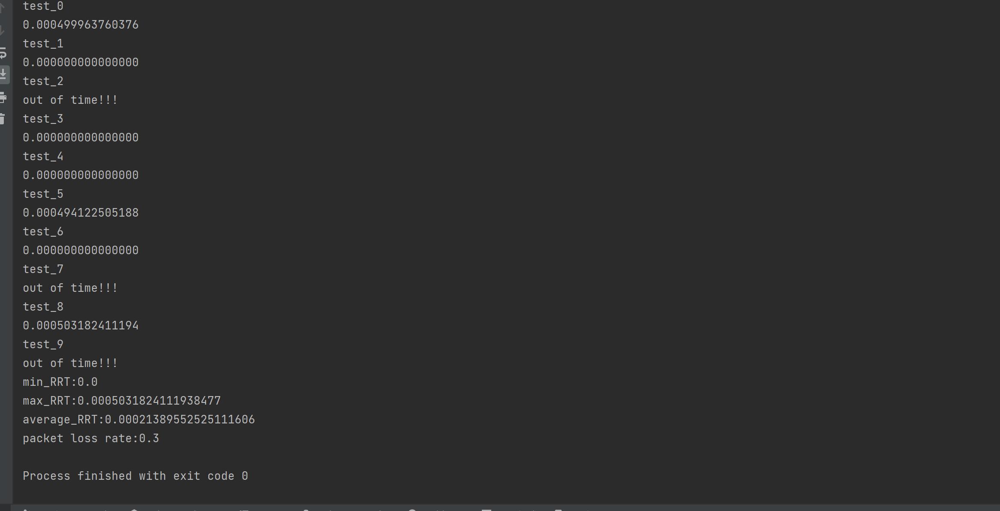 test_0
0.000499963760376
test_1
0.000000000000000
test_2
out of time!!!
test_3
0.000000000000000
test_4
0.000000000000000
test_5
0.000494122505188
test_6
0.000000000000000
test_7
out of time!!!
test_8
0.000503182411194
test_9
out of time!!!
min_RRT:0.0
max_RRT:0.0005031824111938477
average_RRT:0.00021389552525111606
packet loss rate:0.3
Process finished with exit code 0